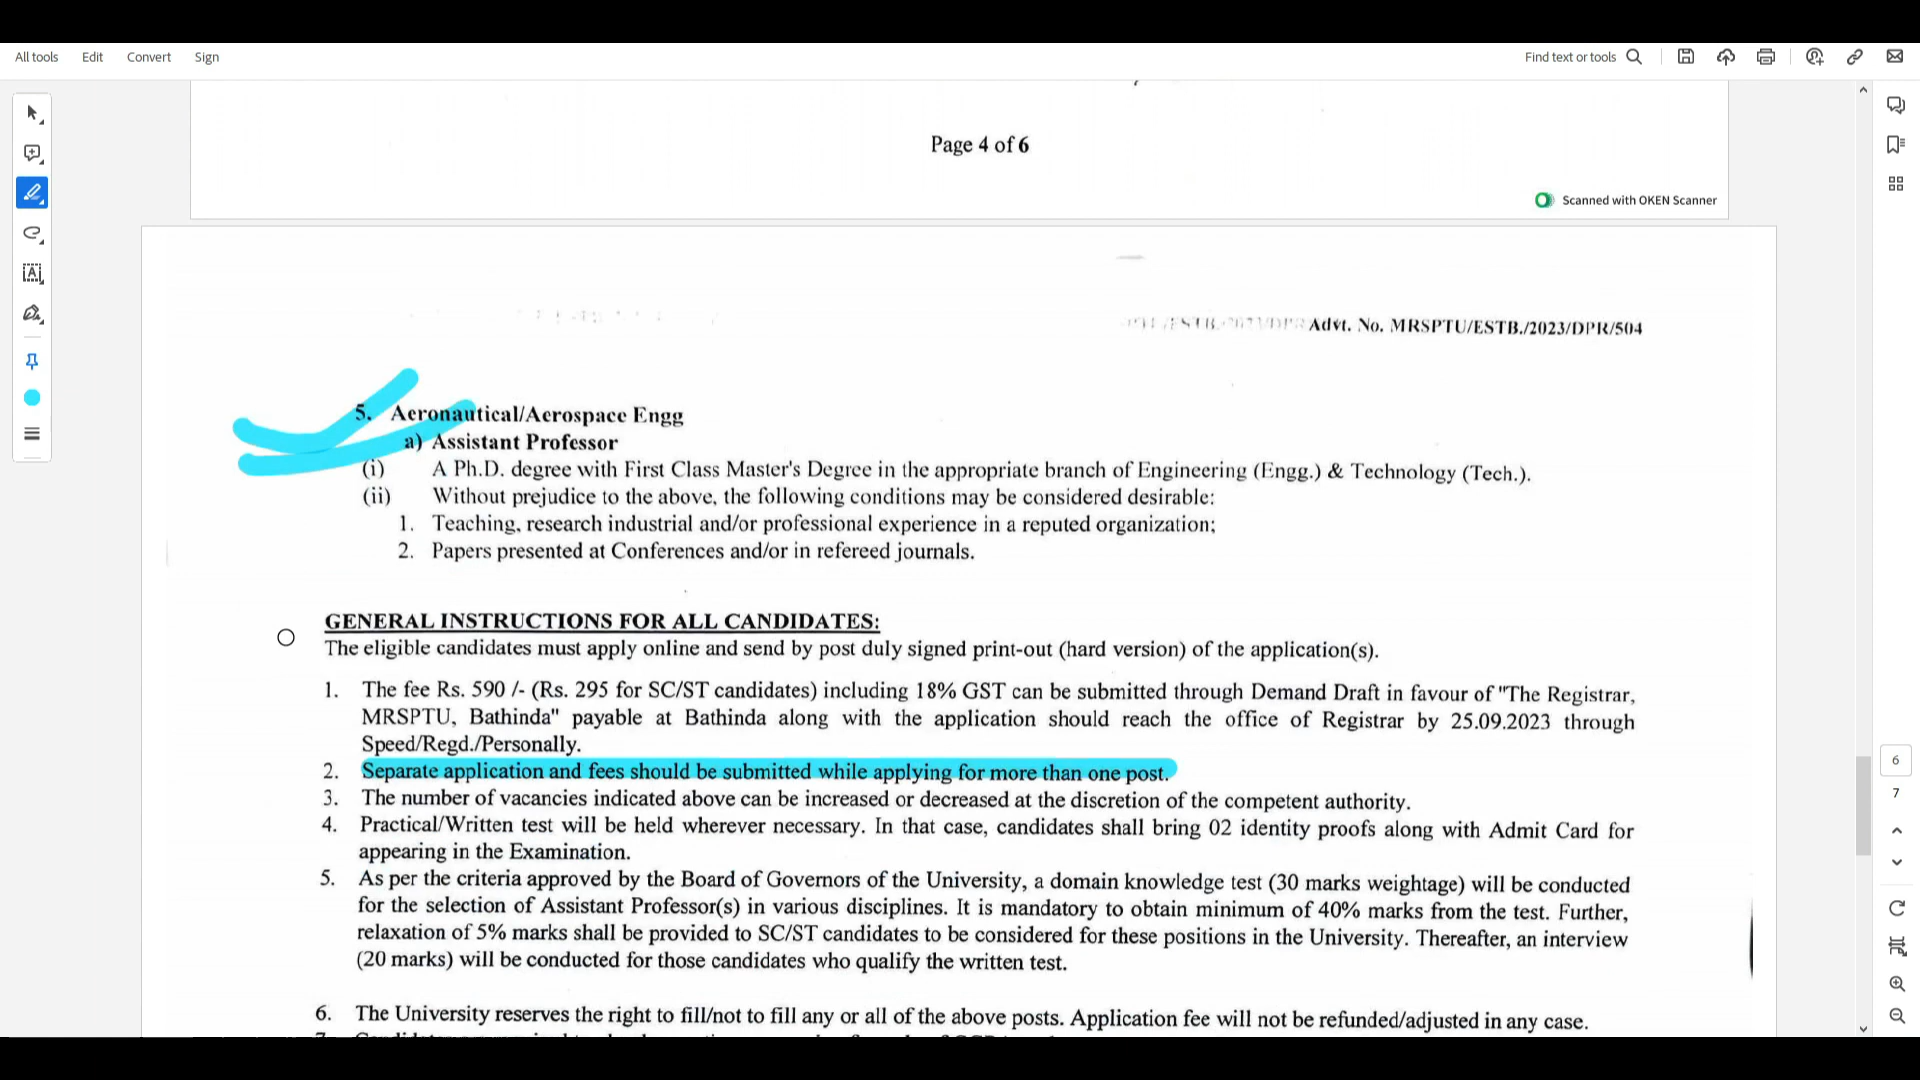 All tools Edit Convert Sign Find text or tools
Page 4 of 6
Scanned with OKEN Scanner
Advt. No. MRSPTU/ESTB./2023/DPR/504
5. Aeronautical/Aerospace Engg
a) Assistant Professor
(i) A Ph.D. degree with First Class Master's Degree in the appropriate branch of Engineering (Engg.) & Technology (Tech.).
(ii) Without prejudice to the above, the following conditions may be considered desirable:
1. Teaching, research industrial and/or professional experience in a reputed organization;
2. Papers presented at Conferences and/or in refereed journals.
GENERAL INSTRUCTIONS FOR ALL CANDIDATES:
The eligible candidates must apply online and send by post duly signed print-out (hard version) of the application(s).
1. The fee Rs. 590 /- (Rs. 295 for SC/ST candidates) including 18% GST can be submitted through Demand Draft in favour of "The Registrar,
MRSPTU, Bathinda" payable at Bathinda along with the application should reach the office of Registrar by 25.09.2023 through
Speed/Regd./Personally.
2. Separate application and fees should be submitted while applying for more than one post.
3. The number of vacancies indicated above can be increased or decreased at the discretion of the competent authority.
4. Practical/Written test will be held wherever necessary. In that case, candidates shall bring 02 identity proofs along with Admit Card for
appearing in the Examination.
5. As per the criteria approved by the Board of Governors of the University, a domain knowledge test (30 marks weightage) will be conducted
for the selection of Assistant Professor(s) in various disciplines. It is mandatory to obtain minimum of 40% marks from the test. Further,
relaxation of 5% marks shall be provided to SC/ST candidates to be considered for these positions in the University. Thereafter, an interview
(20 marks) will be conducted for those candidates who qualify the written test.
6. The University reserves the right to fill/not to fill any or all of the above posts. Application fee will not be refunded/adjusted in any case.
6
7